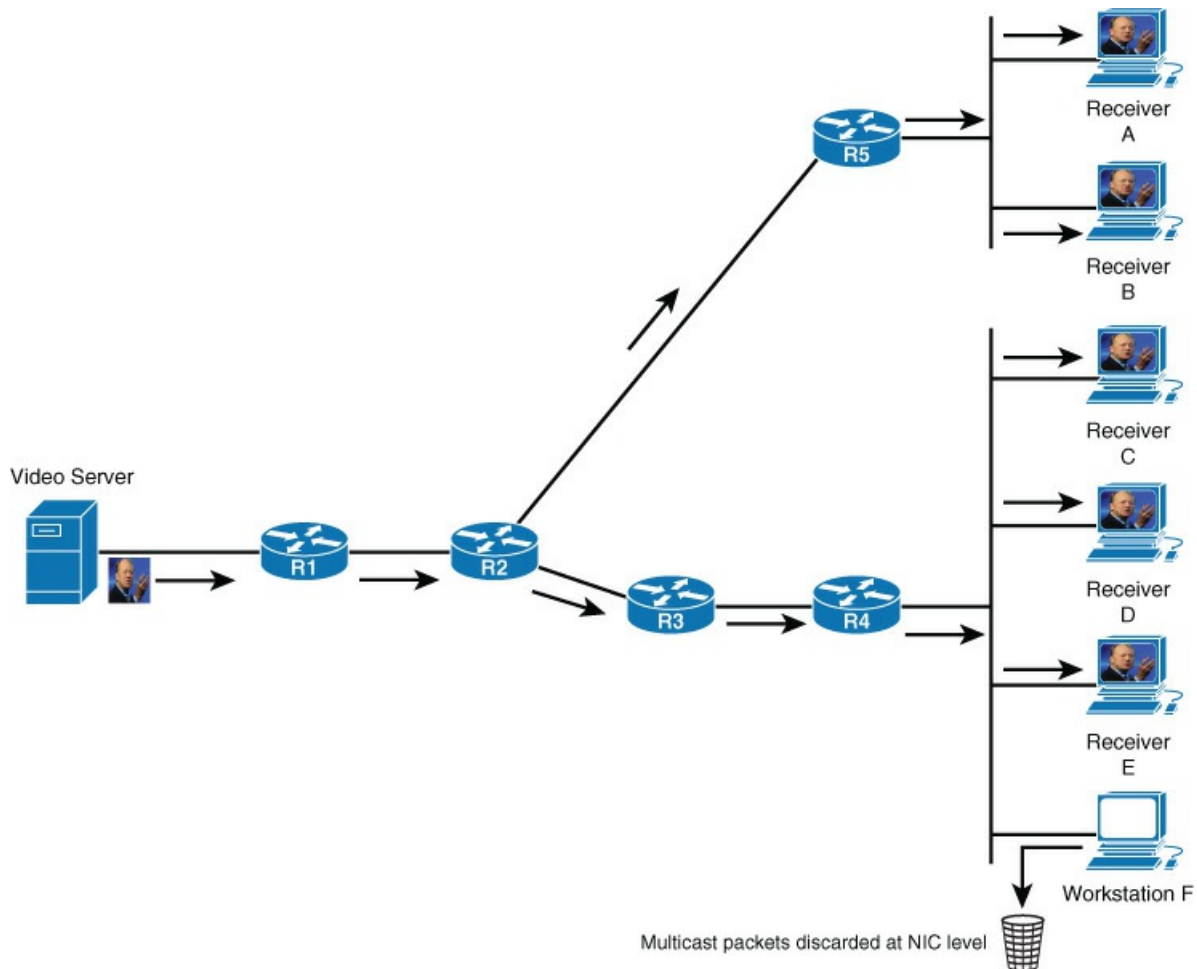 R5
Receiver
A
Receiver
B
Receiver
C
Video Server
R1
R2
Receiver
D
R3
R4
Receiver
E
Workstation F
Multicast packets discarded at NIC level